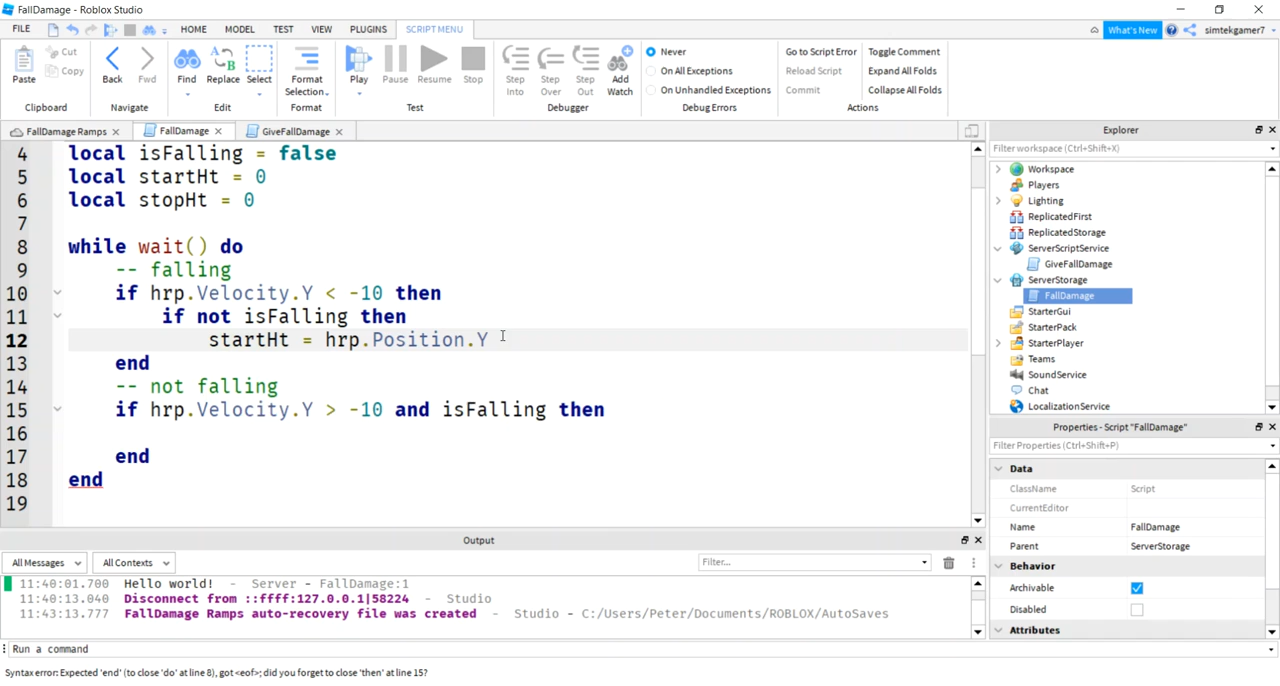 FallDamage - Roblox Studio
FILE HOME MODEL TEST VIEW PLUGINS SCRIPT MENU What's New simtekgamer7
Paste Cut Copy Back Fwd Find Replace Select Format Selection Play Pause Resume Stop Step Into Step Over Step Out Add Watch
Never
On All Exceptions
On Unhandled Exceptions
Go to Script Error
Reload Script
Commit
Toggle Comment
Expand All Folds
Collapse All Folds
Clipboard Navigate Edit Format Test Debugger Debug Errors Actions
FallDamage Ramps FallDamage GiveFallDamage
4 local isFalling = false
5 local startHt = 0
6 local stopHt = 0
7
8 while wait() do
9 -- falling
10 if hrp.Velocity.Y < -10 then
11 if not isFalling then
12 startHt = hrp.Position.Y
13 end
14 -- not falling
15 if hrp.Velocity.Y > -10 and isFalling then
16
17 end
18 end
19
Explorer
Filter workspace (Ctrl+Shift+X)
Workspace
Players
Lighting
ReplicatedFirst
ReplicatedStorage
ServerScriptService
GiveFallDamage
ServerStorage
FallDamage
StarterGui
StarterPack
StarterPlayer
Teams
SoundService
Chat
LocalizationService
Properties - Script "FallDamage"
Filter Properties (Ctrl+Shift+P)
Data
ClassName Script
CurrentEditor
Name FallDamage
Parent ServerStorage
Behavior
Archivable
Disabled
Attributes
Output
All Messages All Contexts Filter...
11:40:01.700 Hello world! - Server - FallDamage:1
11:40:13.040 Disconnect from ::ffff:127.0.0.1|58224 - Studio
11:43:13.777 FallDamage Ramps auto-recovery file was created - Studio - C:/Users/Peter/Documents/ROBLOX/AutoSaves
Run a command
Syntax error: Expected 'end' (to close 'do' at line 8), got <eof>; did you forget to close 'then' at line 15?